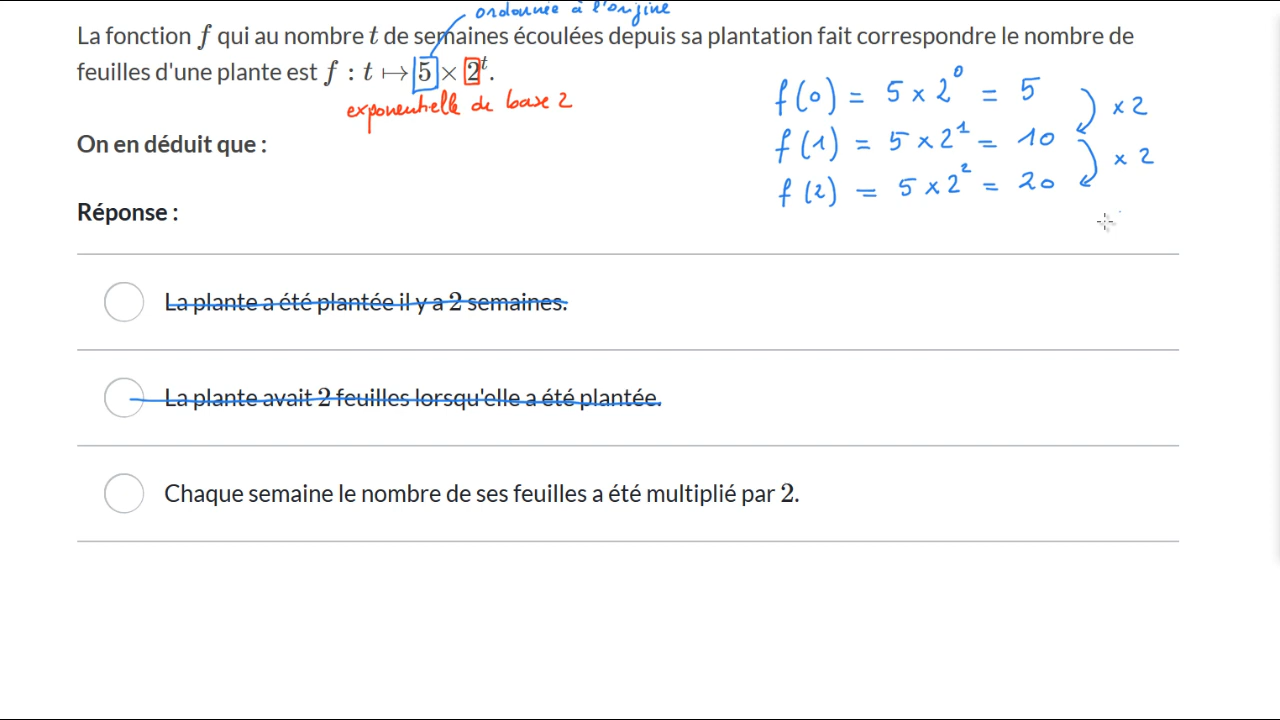 ordonnée à l'origine
La fonction f qui au nombre t de semaines écoulées depuis sa plantation fait correspondre le nombre de
feuilles d'une plante est f : t ↦ 5 × 2^t.
exponentielle de base 2
f(0) = 5 × 2^0 = 5
× 2
f(1) = 5 × 2^1 = 10
× 2
f(2) = 5 × 2^2 = 20
On en déduit que :
Réponse :
La plante a été plantée il y a 2 semaines.
La plante avait 2 feuilles lorsqu'elle a été plantée.
Chaque semaine le nombre de ses feuilles a été multiplié par 2.